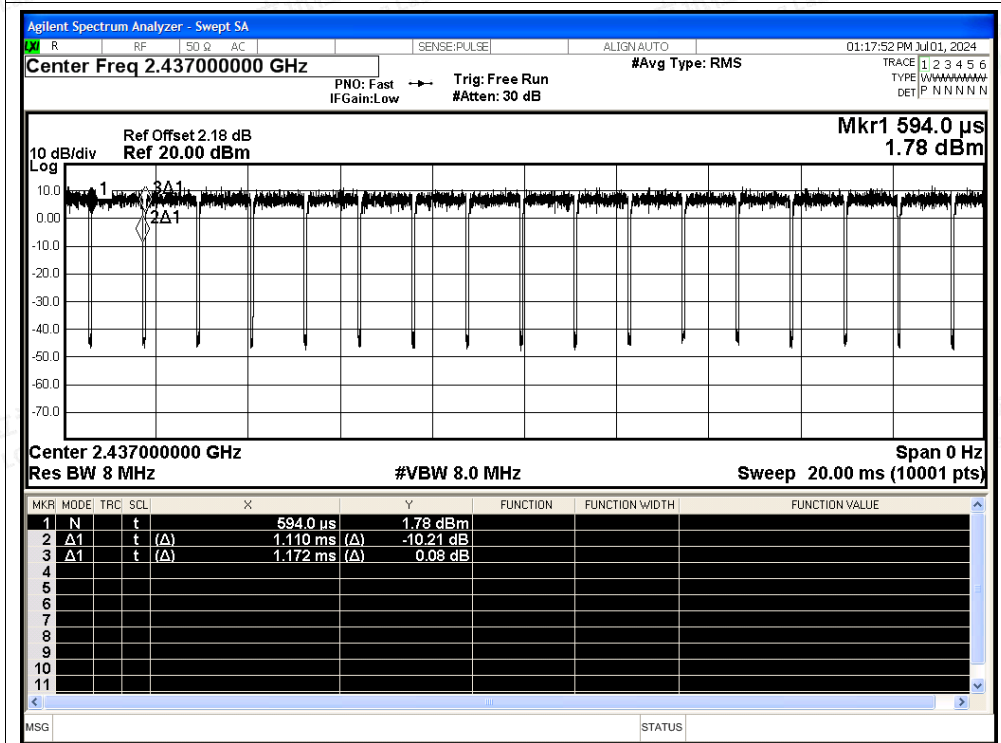 Agilent Spectrum Analyzer - Swept SA
LXI R RF 50 Ω AC SENSE:PULSE ALIGN AUTO 01:17:52 PM Jul 01, 2024
Center Freq 2.437000000 GHz #Avg Type: RMS TRACE 1 2 3 4 5 6
PNO: Fast Trig: Free Run TYPE
IFGain:Low #Atten: 30 dB DET P N N N N N
Mkr1 594.0 µs
Ref Offset 2.18 dB
10 dB/div Ref 20.00 dBm 1.78 dBm
Log
10.0
1
3Δ1
0.00
2Δ1
-10.0
-20.0
-30.0
-40.0
-50.0
-60.0
-70.0
Center 2.437000000 GHz Span 0 Hz
Res BW 8 MHz #VBW 8.0 MHz Sweep 20.00 ms (10001 pts)
MKR MODE TRC SCL X Y FUNCTION FUNCTION WIDTH FUNCTION VALUE
1 N t 594.0 µs 1.78 dBm
2 Δ1 t (Δ) 1.110 ms (Δ) -10.21 dB
3 Δ1 t (Δ) 1.172 ms (Δ) 0.08 dB
4
5
6
7
8
9
10
11
MSG STATUS